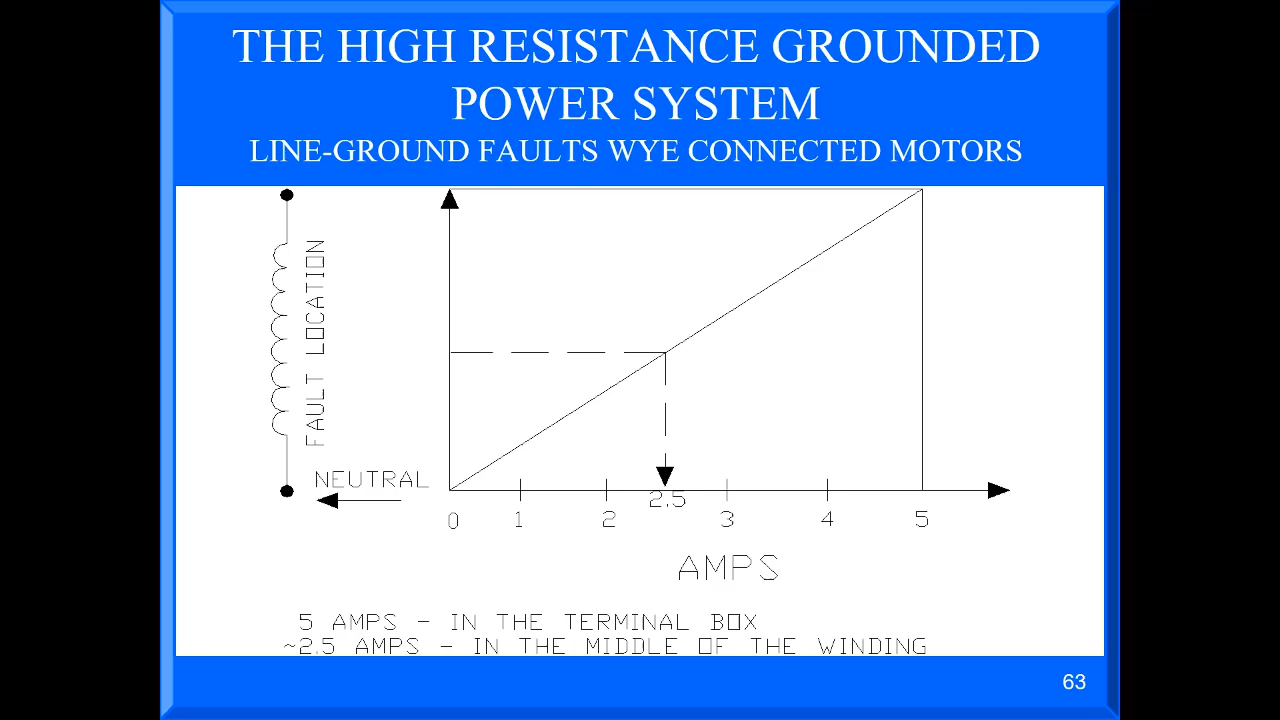 THE HIGH RESISTANCE GROUNDED
POWER SYSTEM
LINE-GROUND FAULTS WYE CONNECTED MOTORS
FAULT LOCATION
NEUTRAL
2.5
0 1 2 3 4 5
AMPS
5 AMPS - IN THE TERMINAL BOX
~2.5 AMPS - IN THE MIDDLE OF THE WINDING
63